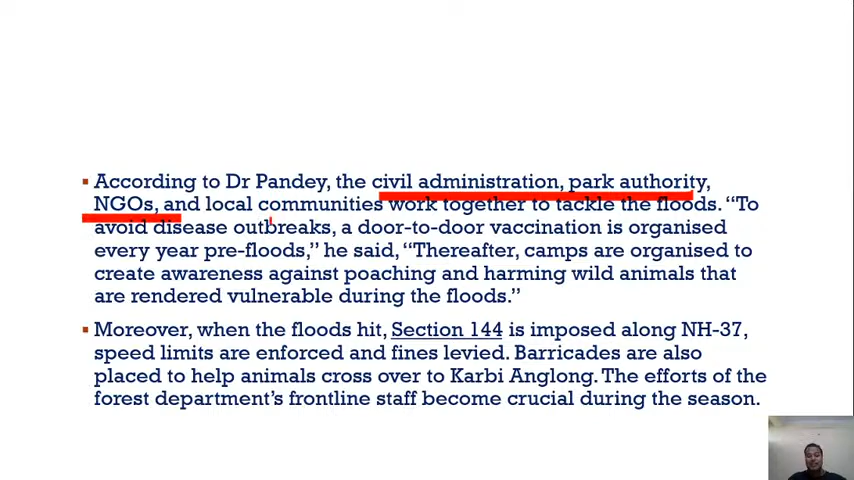 According to Dr Pandey, the civil administration, park authority,
NGOs, and local communities work together to tackle the floods. “To
avoid disease outbreaks, a door-to-door vaccination is organised
every year pre-floods,” he said, “Thereafter, camps are organised to
create awareness against poaching and harming wild animals that
are rendered vulnerable during the floods.”
Moreover, when the floods hit, Section 144 is imposed along NH-37,
speed limits are enforced and fines levied. Barricades are also
placed to help animals cross over to Karbi Anglong. The efforts of the
forest department’s frontline staff become crucial during the season.